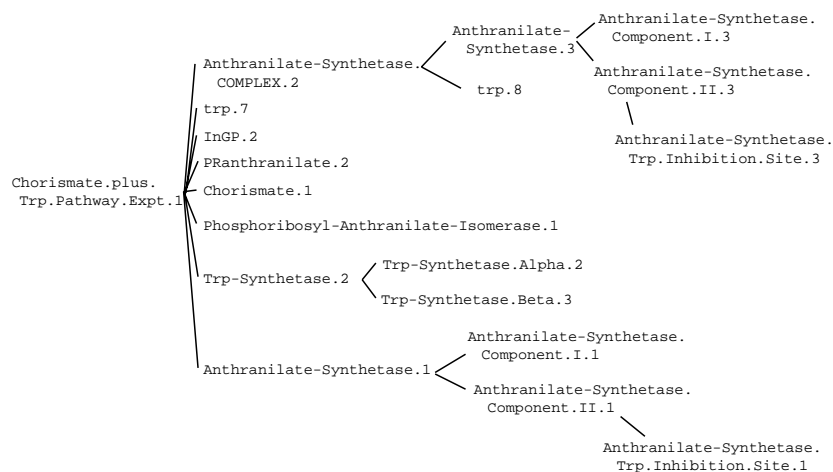 Chorismate.plus.
Trp.Pathway.Expt.1
Anthranilate-Synthetase.
COMPLEX.2
Anthranilate-
Synthetase.3
Anthranilate-Synthetase.
Component.I.3
Anthranilate-Synthetase.
Component.II.3
Anthranilate-Synthetase.
Trp.Inhibition.Site.3
trp.8
trp.7
InGP.2
PRanthranilate.2
Chorismate.1
Phosphoribosyl-Anthranilate-Isomerase.1
Trp-Synthetase.2
Trp-Synthetase.Alpha.2
Trp-Synthetase.Beta.3
Anthranilate-Synthetase.1
Anthranilate-Synthetase.
Component.I.1
Anthranilate-Synthetase.
Component.II.1
Anthranilate-Synthetase.
Trp.Inhibition.Site.1